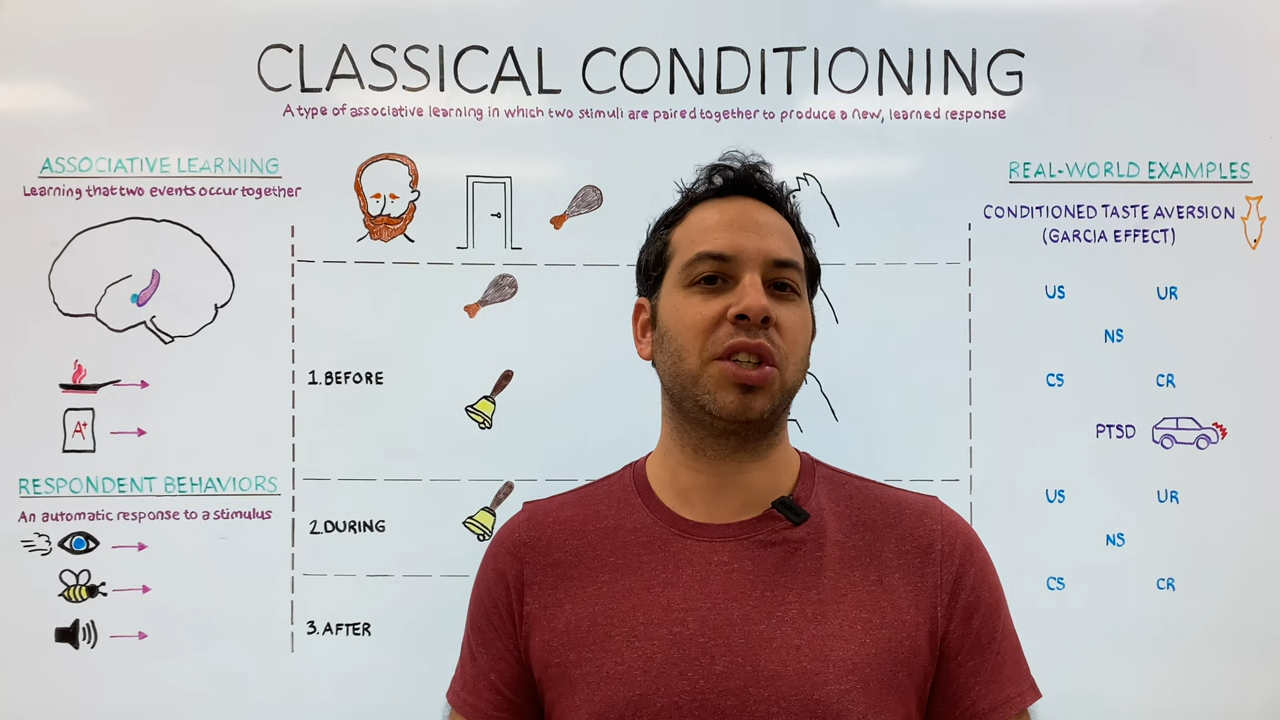 CLASSICAL CONDITIONING
A type of associative learning in which two stimuli are paired together to produce a new, learned response
ASSOCIATIVE LEARNING
Learning that two events occur together
A+
RESPONDENT BEHAVIORS
An automatic response to a stimulus
1.BEFORE
2.DURING
3.AFTER
REAL-WORLD EXAMPLES
CONDITIONED TASTE AVERSION
(GARCIA EFFECT)
US UR
NS
CS CR
PTSD
US UR
NS
CS CR